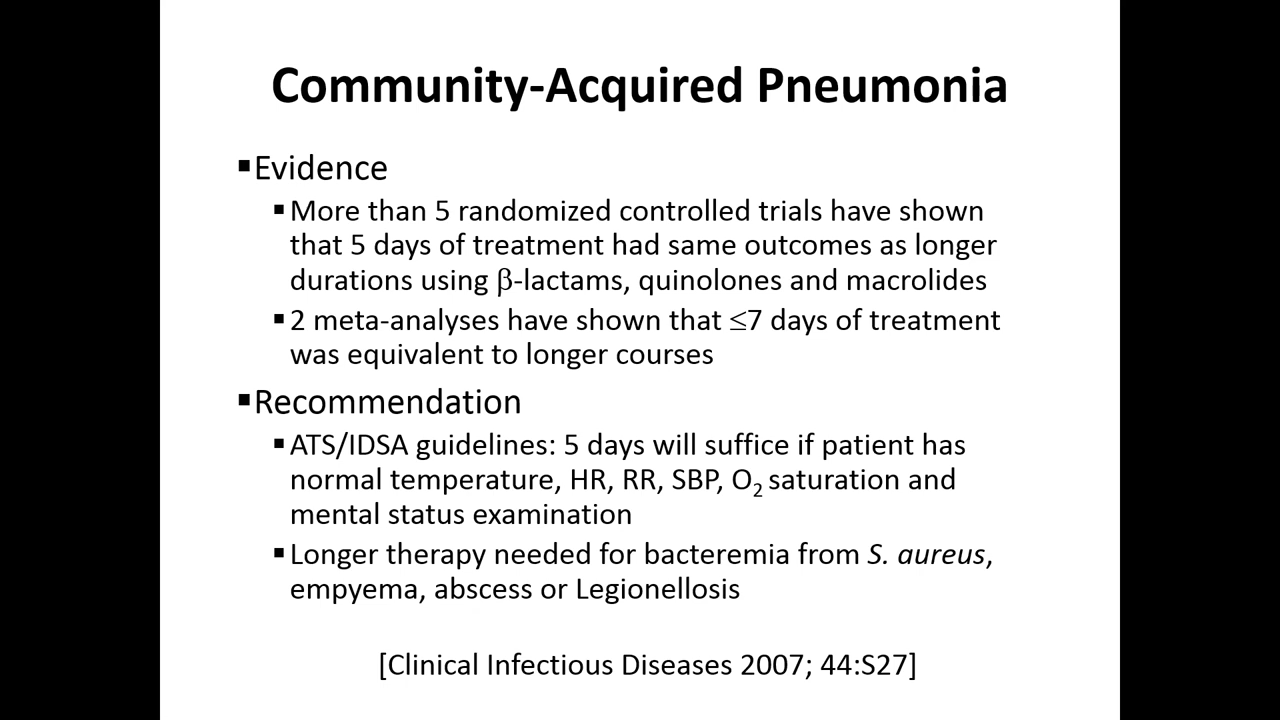 Community-Acquired Pneumonia
▪Evidence
▪More than 5 randomized controlled trials have shown
that 5 days of treatment had same outcomes as longer
durations using β-lactams, quinolones and macrolides
▪2 meta-analyses have shown that ≤7 days of treatment
was equivalent to longer courses
▪Recommendation
▪ATS/IDSA guidelines: 5 days will suffice if patient has
normal temperature, HR, RR, SBP, O₂ saturation and
mental status examination
▪Longer therapy needed for bacteremia from S. aureus,
empyema, abscess or Legionellosis
[Clinical Infectious Diseases 2007; 44:S27]